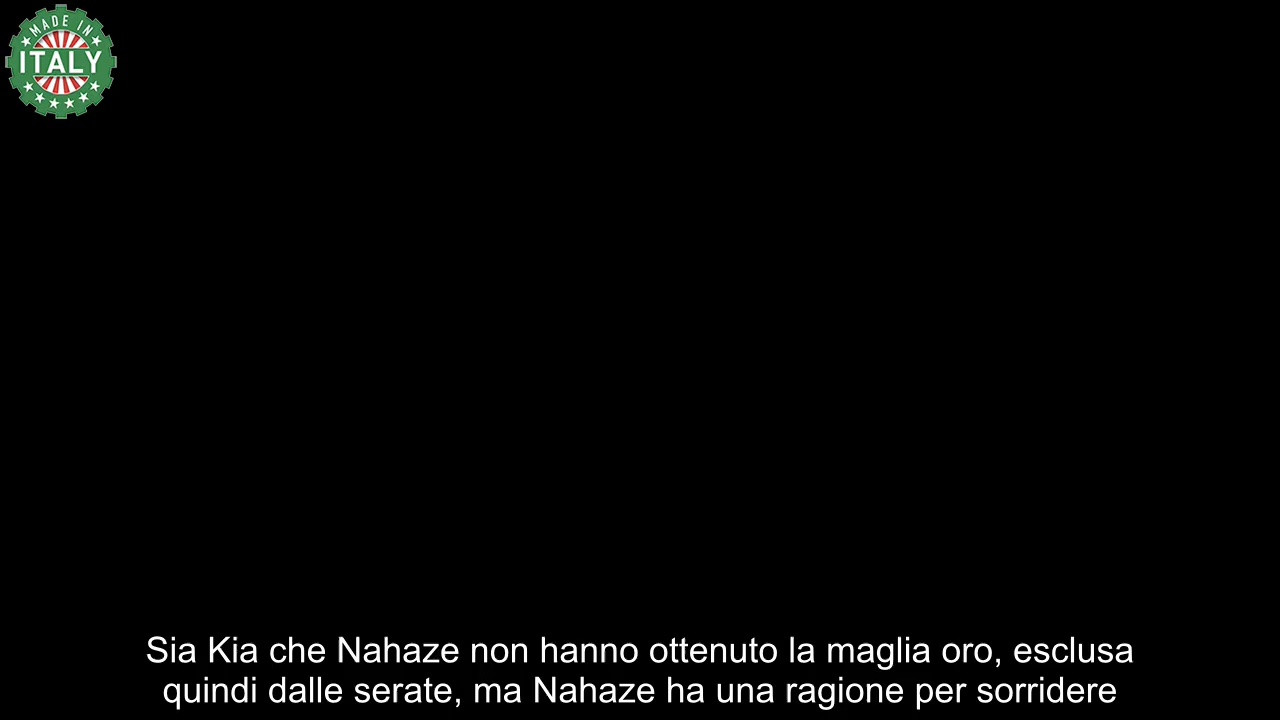 MADE IN
ITALY
Sia Kia che Nahaze non hanno ottenuto la maglia oro, esclusa
quindi dalle serate, ma Nahaze ha una ragione per sorridere